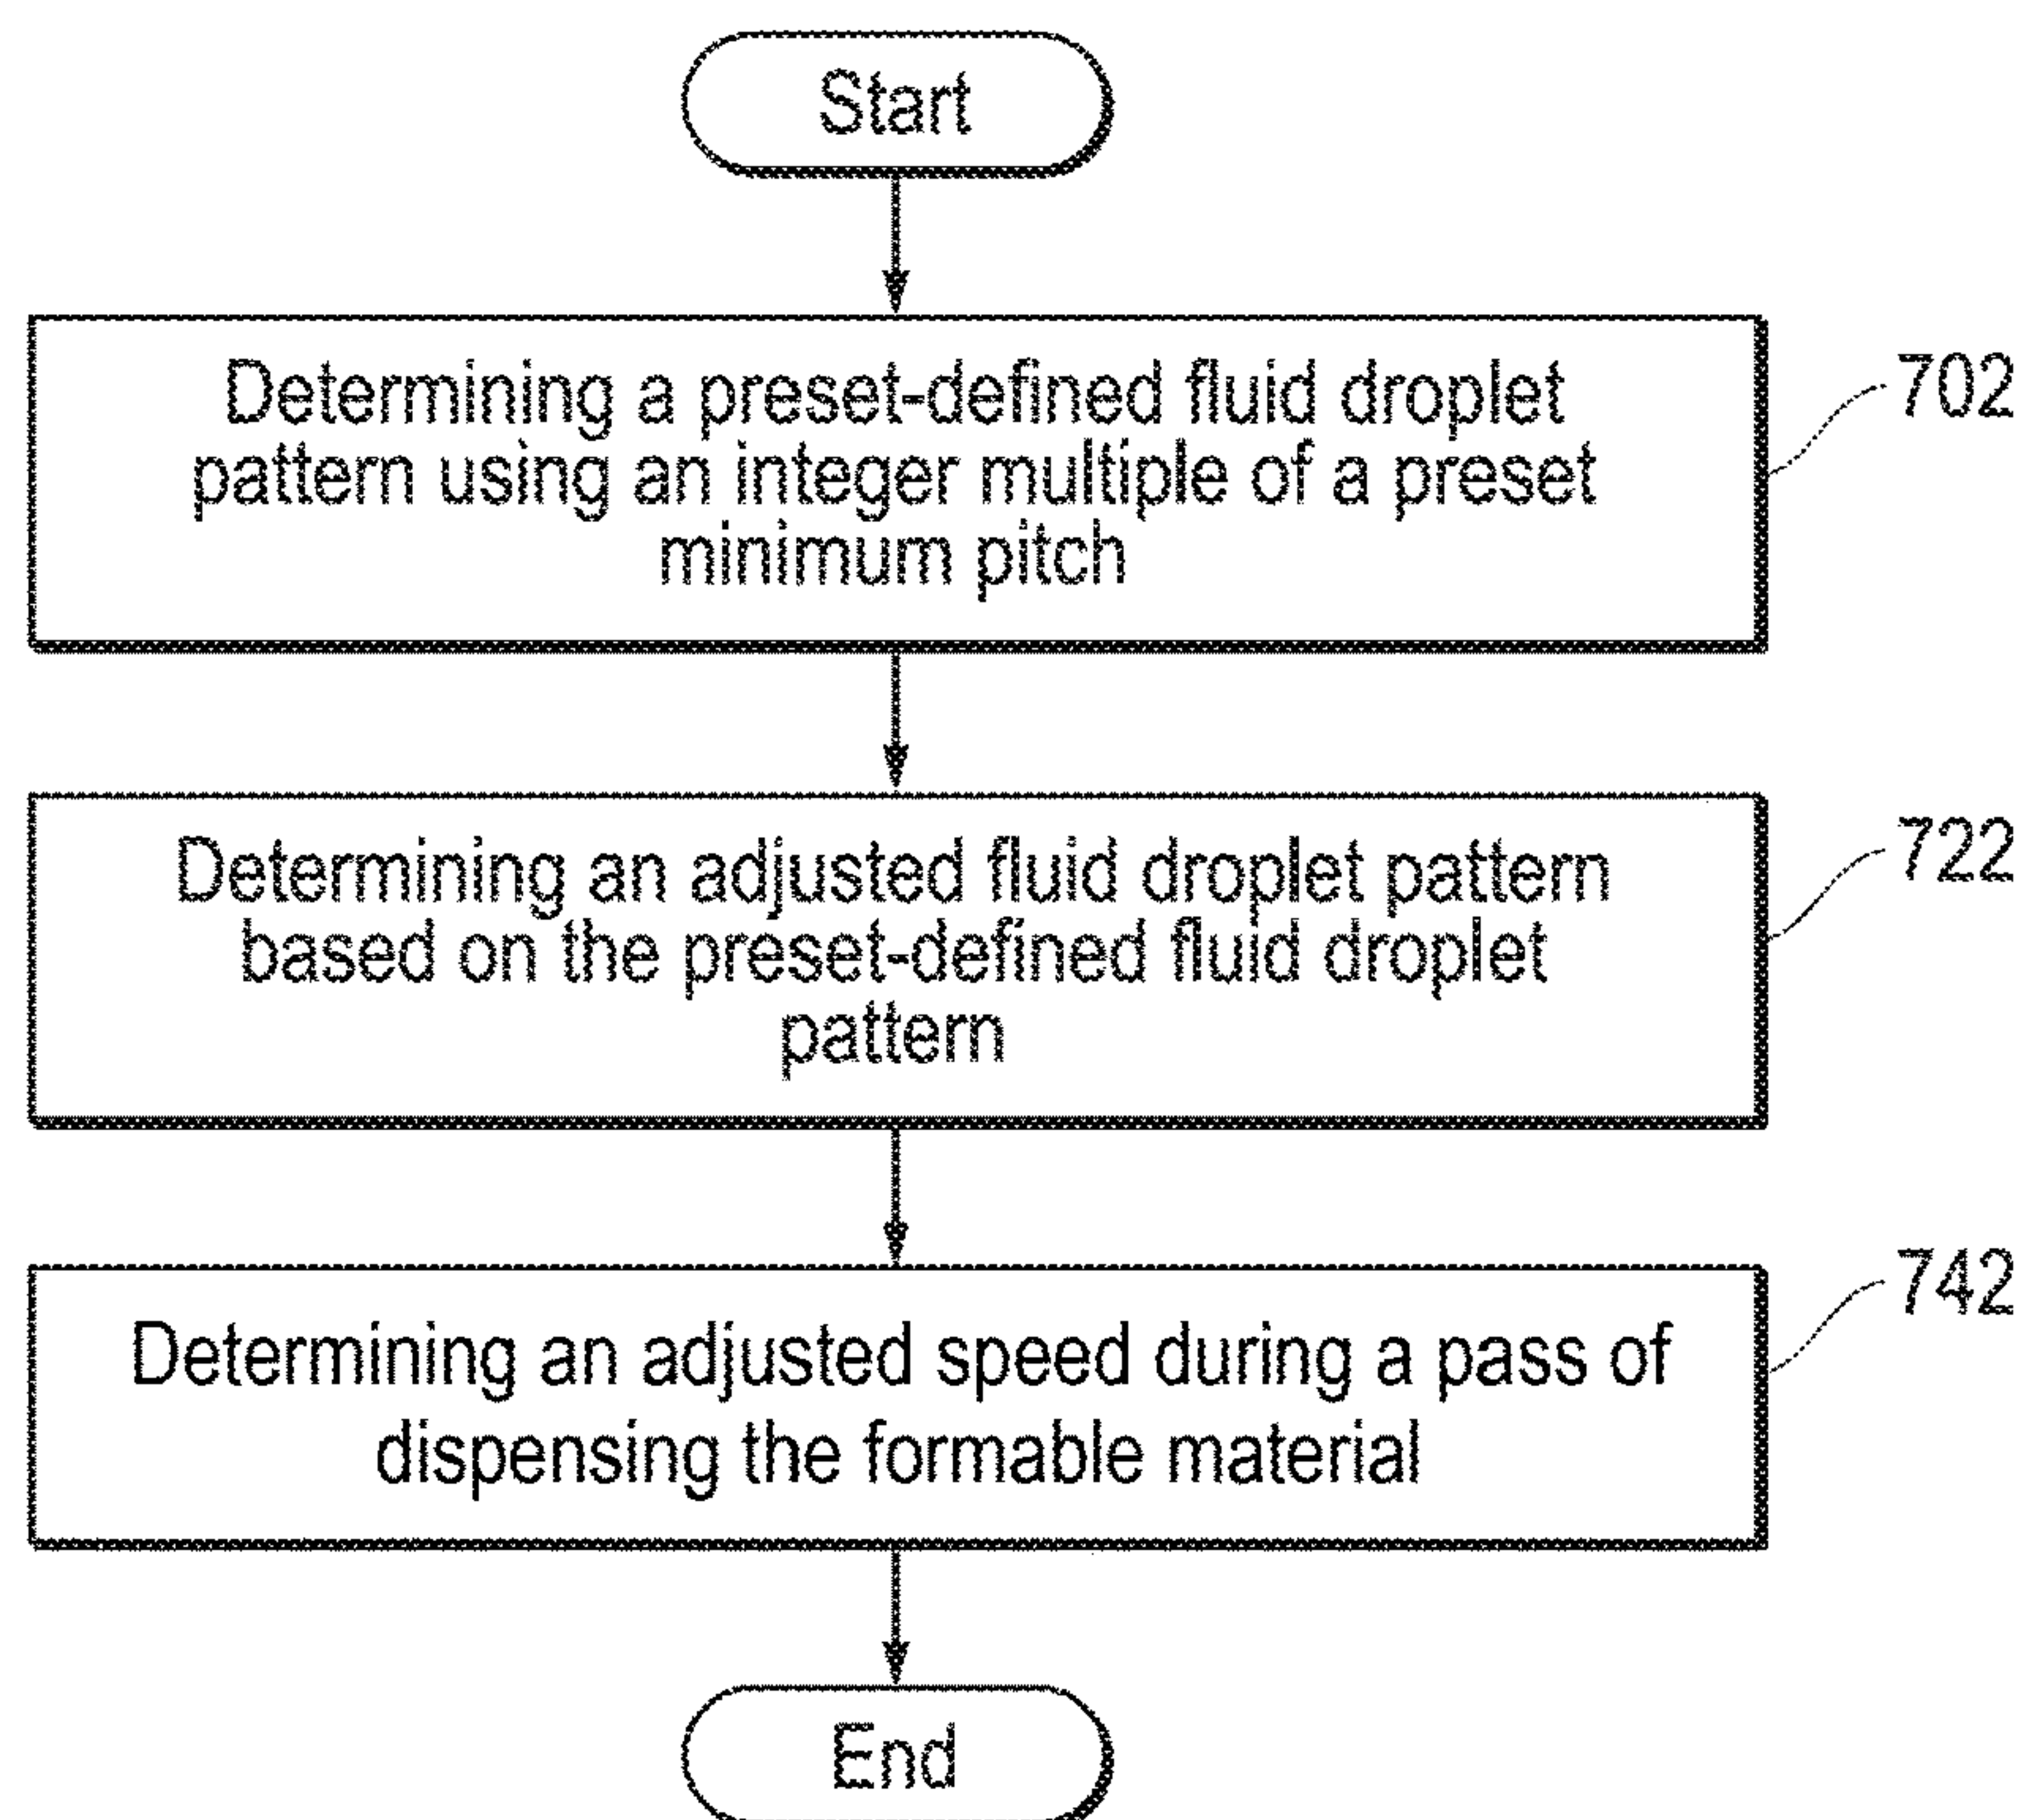 Start
Determining a preset-defined fluid droplet
pattern using an integer multiple of a preset
minimum pitch
702
Determining an adjusted fluid droplet pattern
based on the preset-defined fluid droplet
pattern
722
Determining an adjusted speed during a pass of
dispensing the formable material
742
End